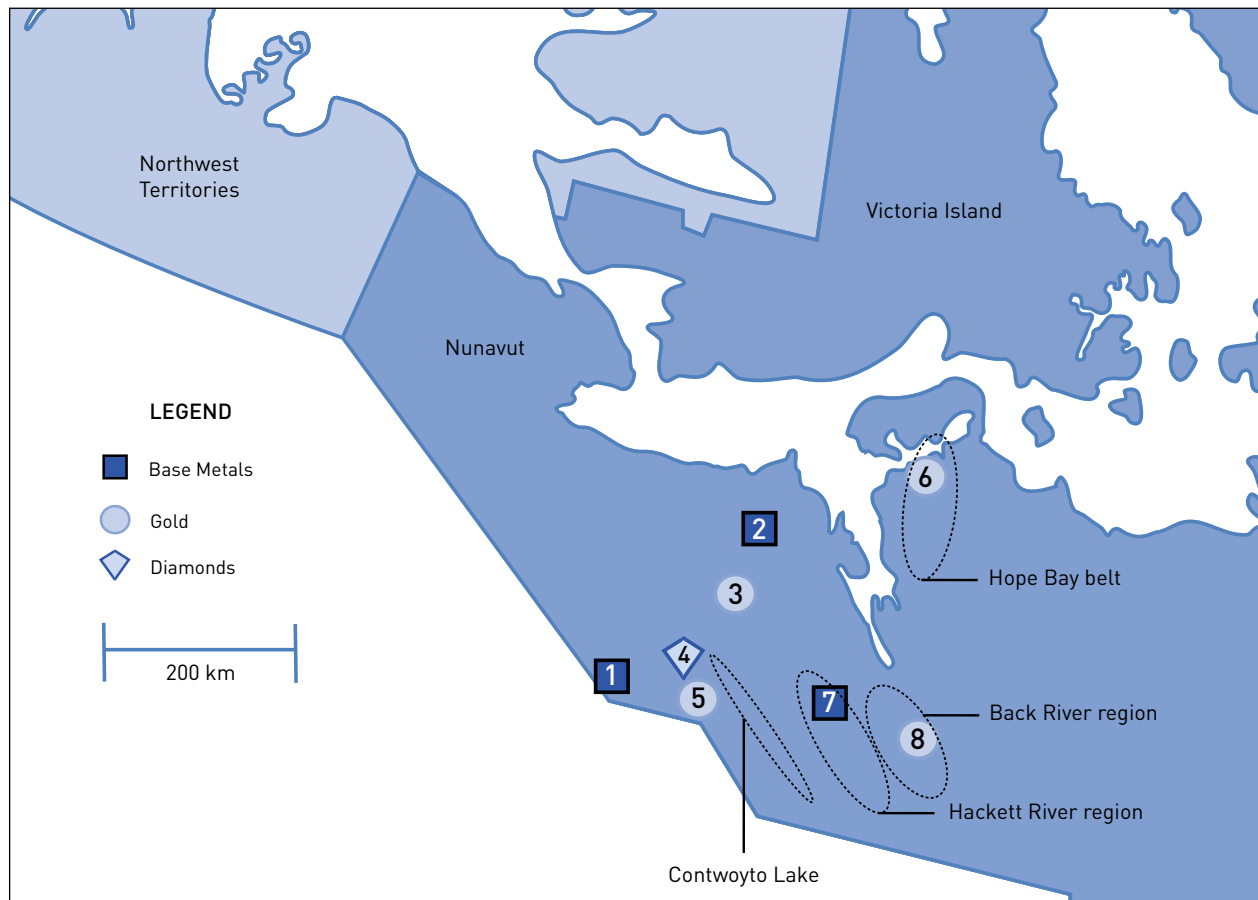 Northwest
Territories
Victoria Island
Nunavut
LEGEND
Base Metals
Gold
Diamonds
200 km
6
2
Hope Bay belt
3
4
1
5
7
Back River region
8
Hackett River region
Contwoyto Lake